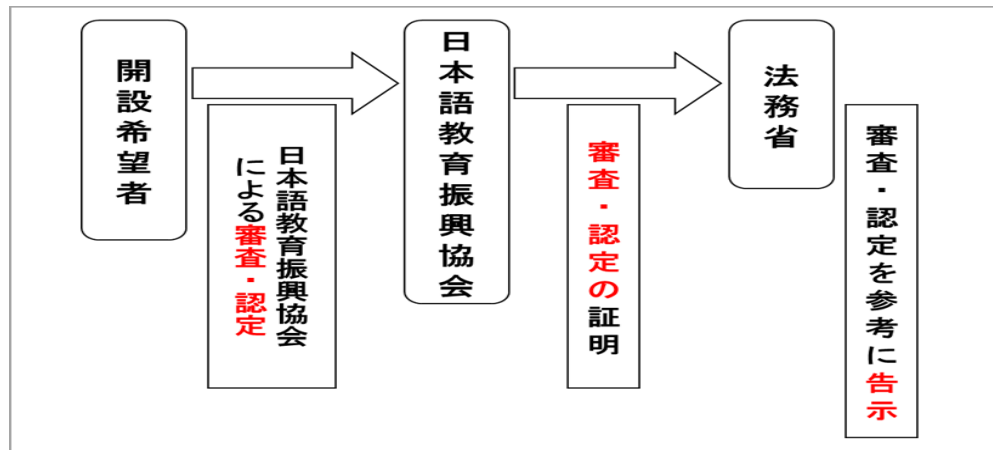 開設希望者
日本語教育振興協会
による審査・認定
日本語教育振興協会
審査・認定の証明
法務省
審査・認定を参考に告示